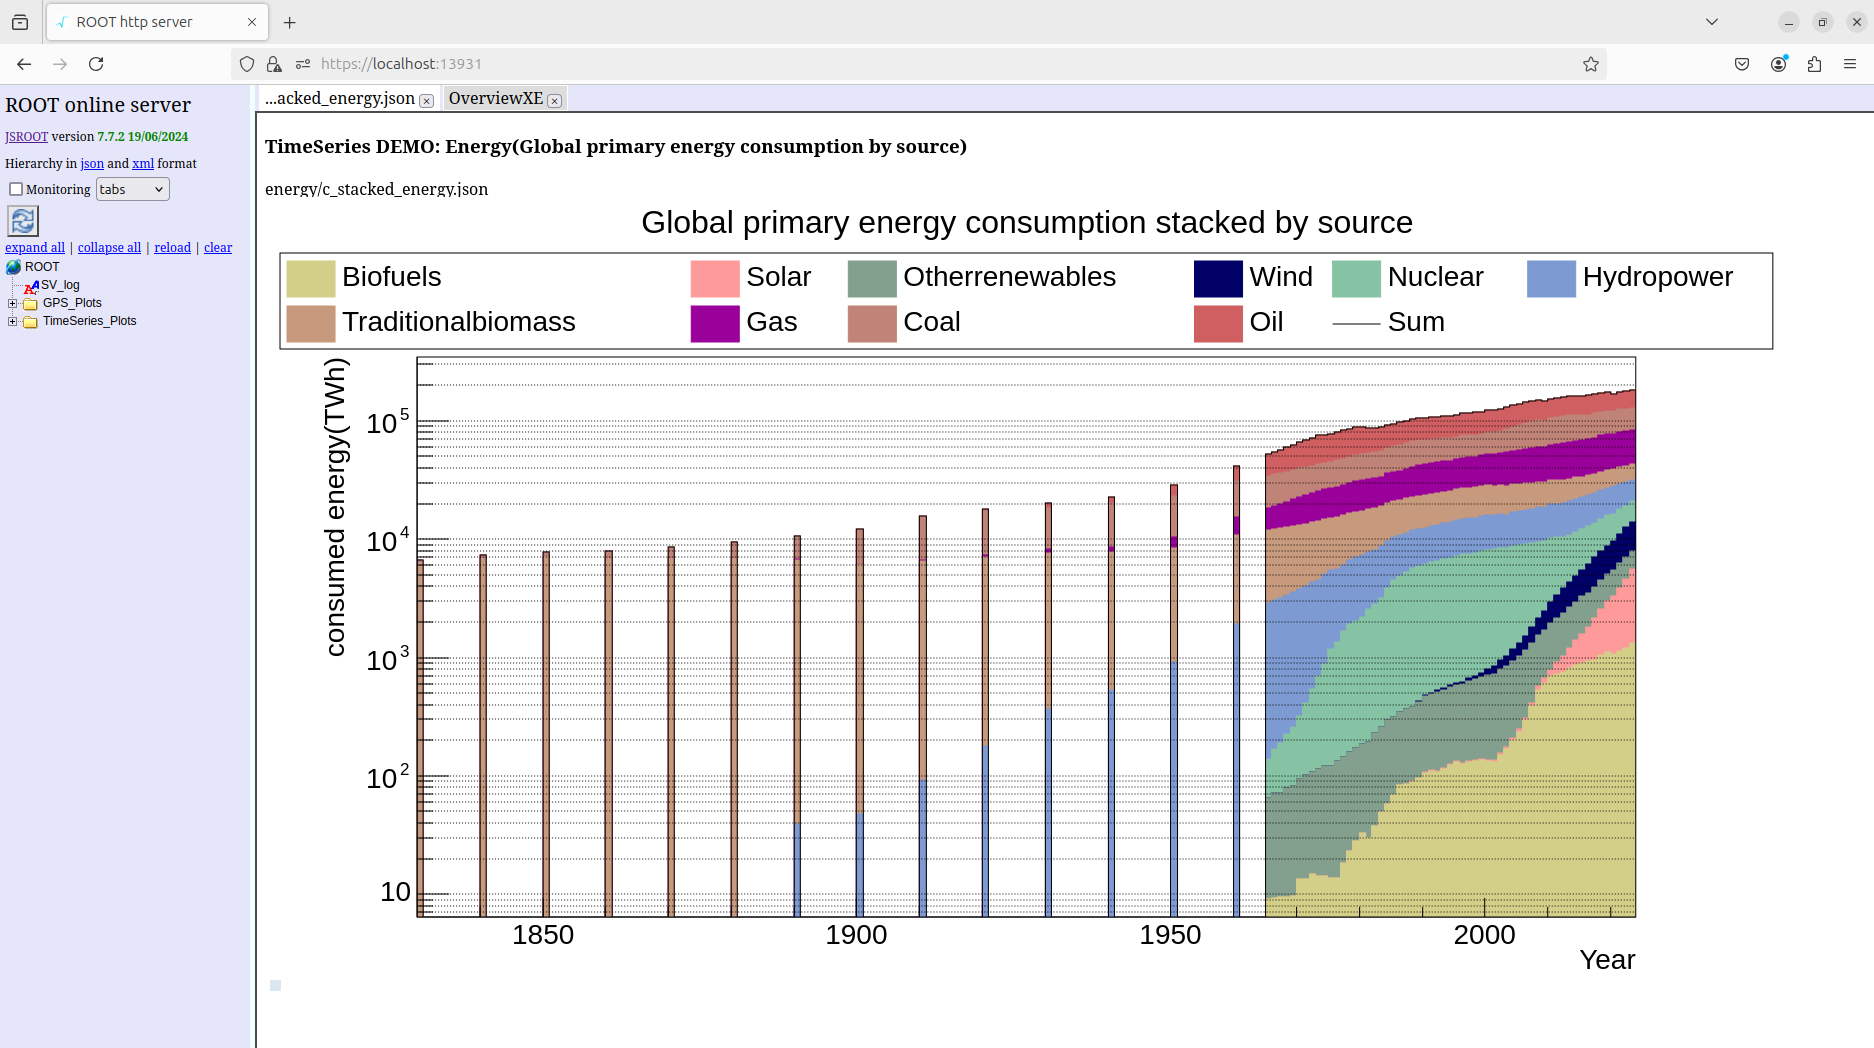 ROOT http server
https://localhost:13931
ROOT online server
JSROOT version 7.7.2 19/06/2024
Hierarchy in json and xml format
Monitoring tabs
expand all | collapse all | reload | clear
ROOT
SV_log
GPS_Plots
TimeSeries_Plots
...acked_energy.json OverviewXE
TimeSeries DEMO: Energy(Global primary energy consumption by source)
energy/c_stacked_energy.json
Global primary energy consumption stacked by source
Biofuels Solar Otherrenewables Wind Nuclear Hydropower
Traditionalbiomass Gas Coal Oil Sum
consumed energy(TWh)
10^5
10^4
10^3
10^2
10
1850 1900 1950 2000
Year